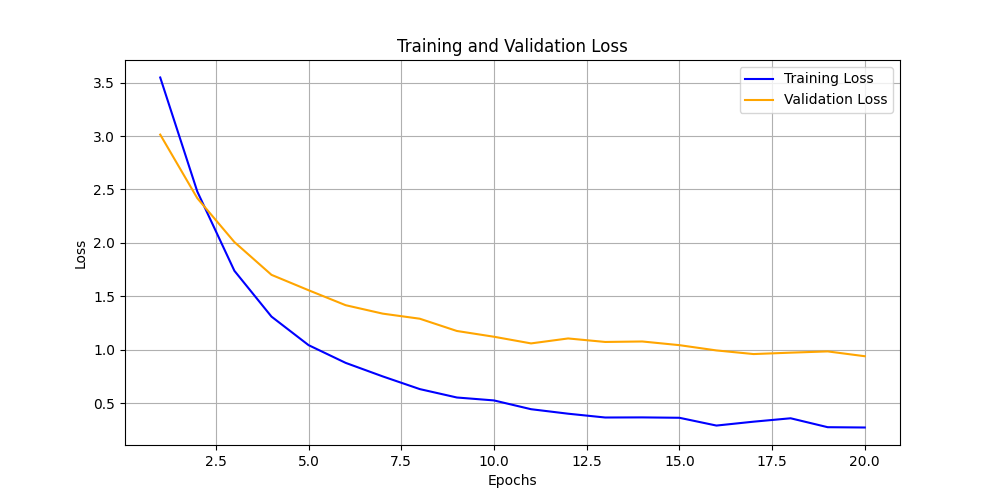 Training and Validation Loss
Training Loss
Validation Loss
3.5
3.0
2.5
2.0
1.5
1.0
0.5
Loss
2.5 5.0 7.5 10.0 12.5 15.0 17.5 20.0
Epochs